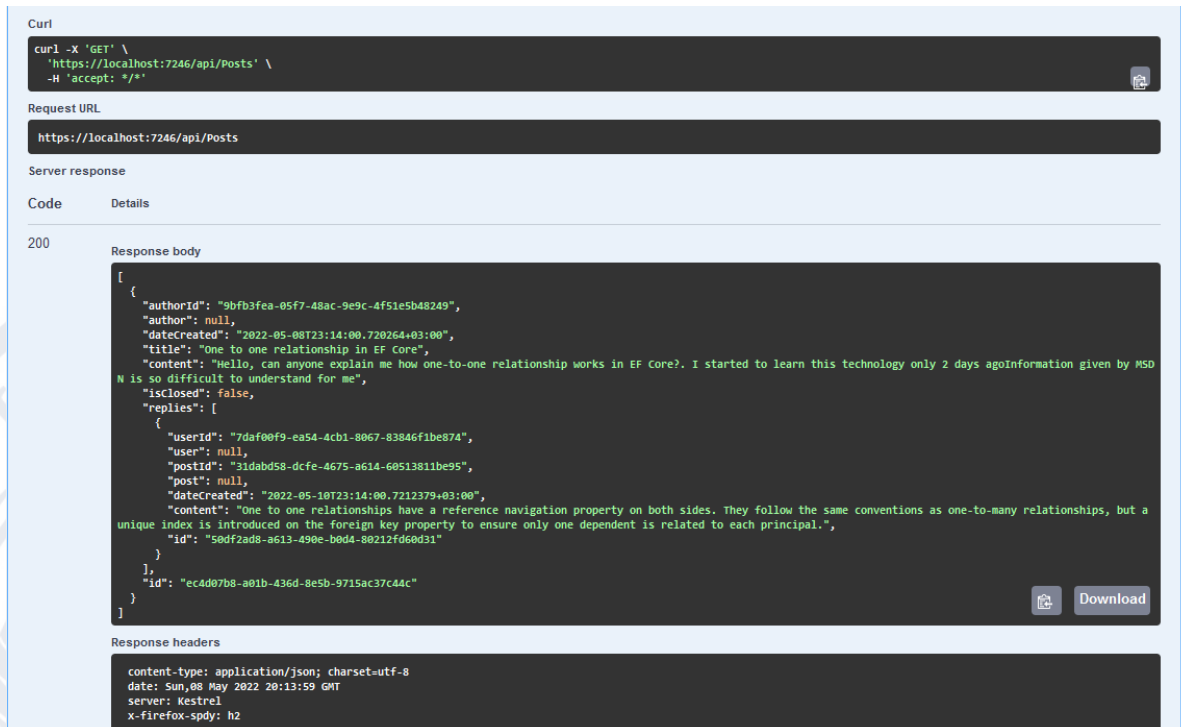 Curl
curl -X 'GET' \
'https://localhost:7246/api/Posts' \
-H 'accept: */*'
Request URL
https://localhost:7246/api/Posts
Server response
Code Details
200
Response body
[
{
"authorId": "9bfb3fea-05f7-48ac-9e9c-4f51e5b48249",
"author": null,
"dateCreated": "2022-05-08T23:14:00.720264+03:00",
"title": "One to one relationship in EF Core",
"content": "Hello, can anyone explain me how one-to-one relationship works in EF Core?. I started to learn this technology only 2 days agoInformation given by MSD
N is so difficult to understand for me",
"isClosed": false,
"replies": [
{
"userId": "7daf00f9-ea54-4cb1-8067-83846f1be874",
"user": null,
"postId": "31dabd58-dcfe-4675-a614-60513811be95",
"post": null,
"dateCreated": "2022-05-10T23:14:00.7212379+03:00",
"content": "One to one relationships have a reference navigation property on both sides. They follow the same conventions as one-to-many relationships, but a
unique index is introduced on the foreign key property to ensure only one dependent is related to each principal.",
"id": "50df2ad8-a613-490e-b0d4-80212fd60d31"
}
],
"id": "ec4d07b8-a01b-436d-8e5b-9715ac37c44c"
}
]
Download
Response headers
content-type: application/json; charset=utf-8
date: Sun,08 May 2022 20:13:59 GMT
server: Kestrel
x-firefox-spdy: h2